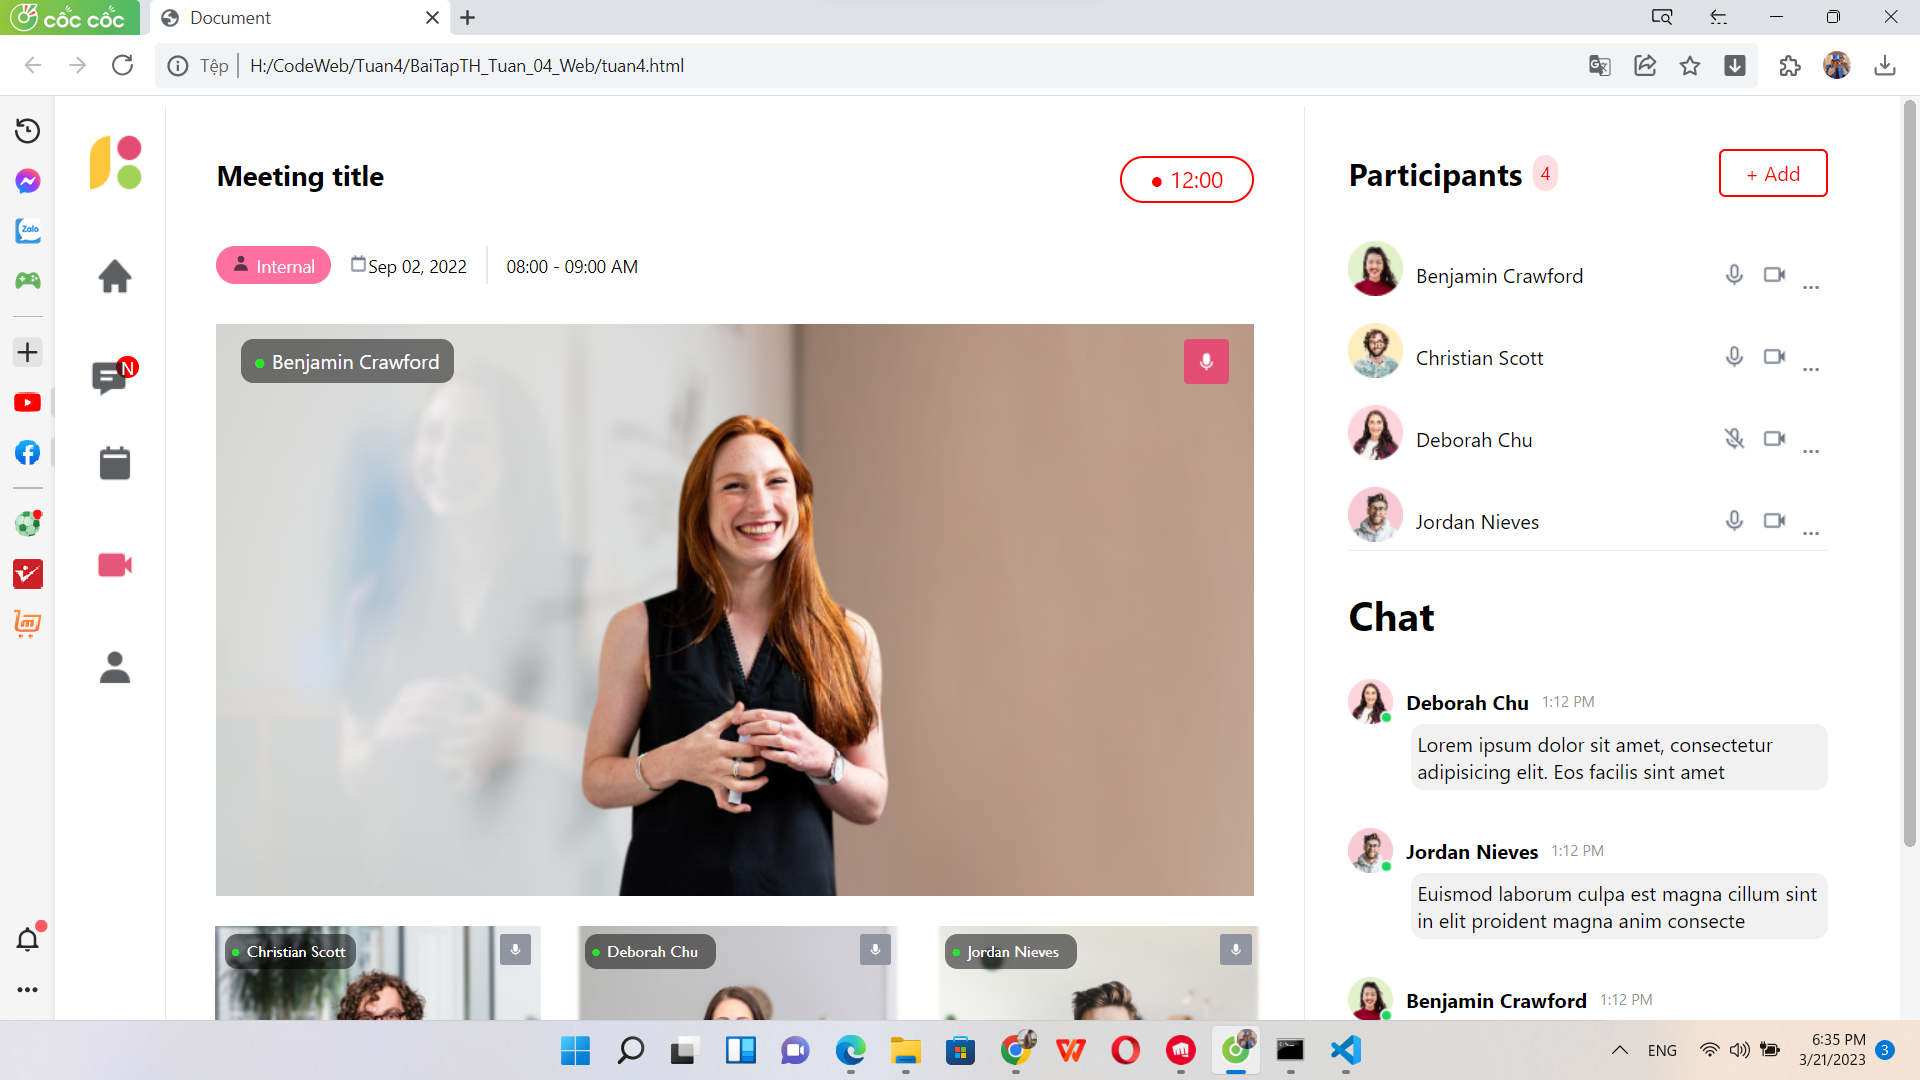 cốc cốc
Document
Tệp
H:/CodeWeb/Tuan4/BaiTapTH_Tuan_04_Web/tuan4.html
Zalo
N
Meeting title
● 12:00
Internal
Sep 02, 2022
08:00 - 09:00 AM
Benjamin Crawford
Christian Scott
Deborah Chu
Jordan Nieves
Participants 4
+ Add
Benjamin Crawford ...
Christian Scott ...
Deborah Chu ...
Jordan Nieves ...
Chat
Deborah Chu 1:12 PM
Lorem ipsum dolor sit amet, consectetur
adipisicing elit. Eos facilis sint amet
Jordan Nieves 1:12 PM
Euismod laborum culpa est magna cillum sint
in elit proident magna anim consecte
Benjamin Crawford 1:12 PM
ENG
6:35 PM
3/21/2023
3